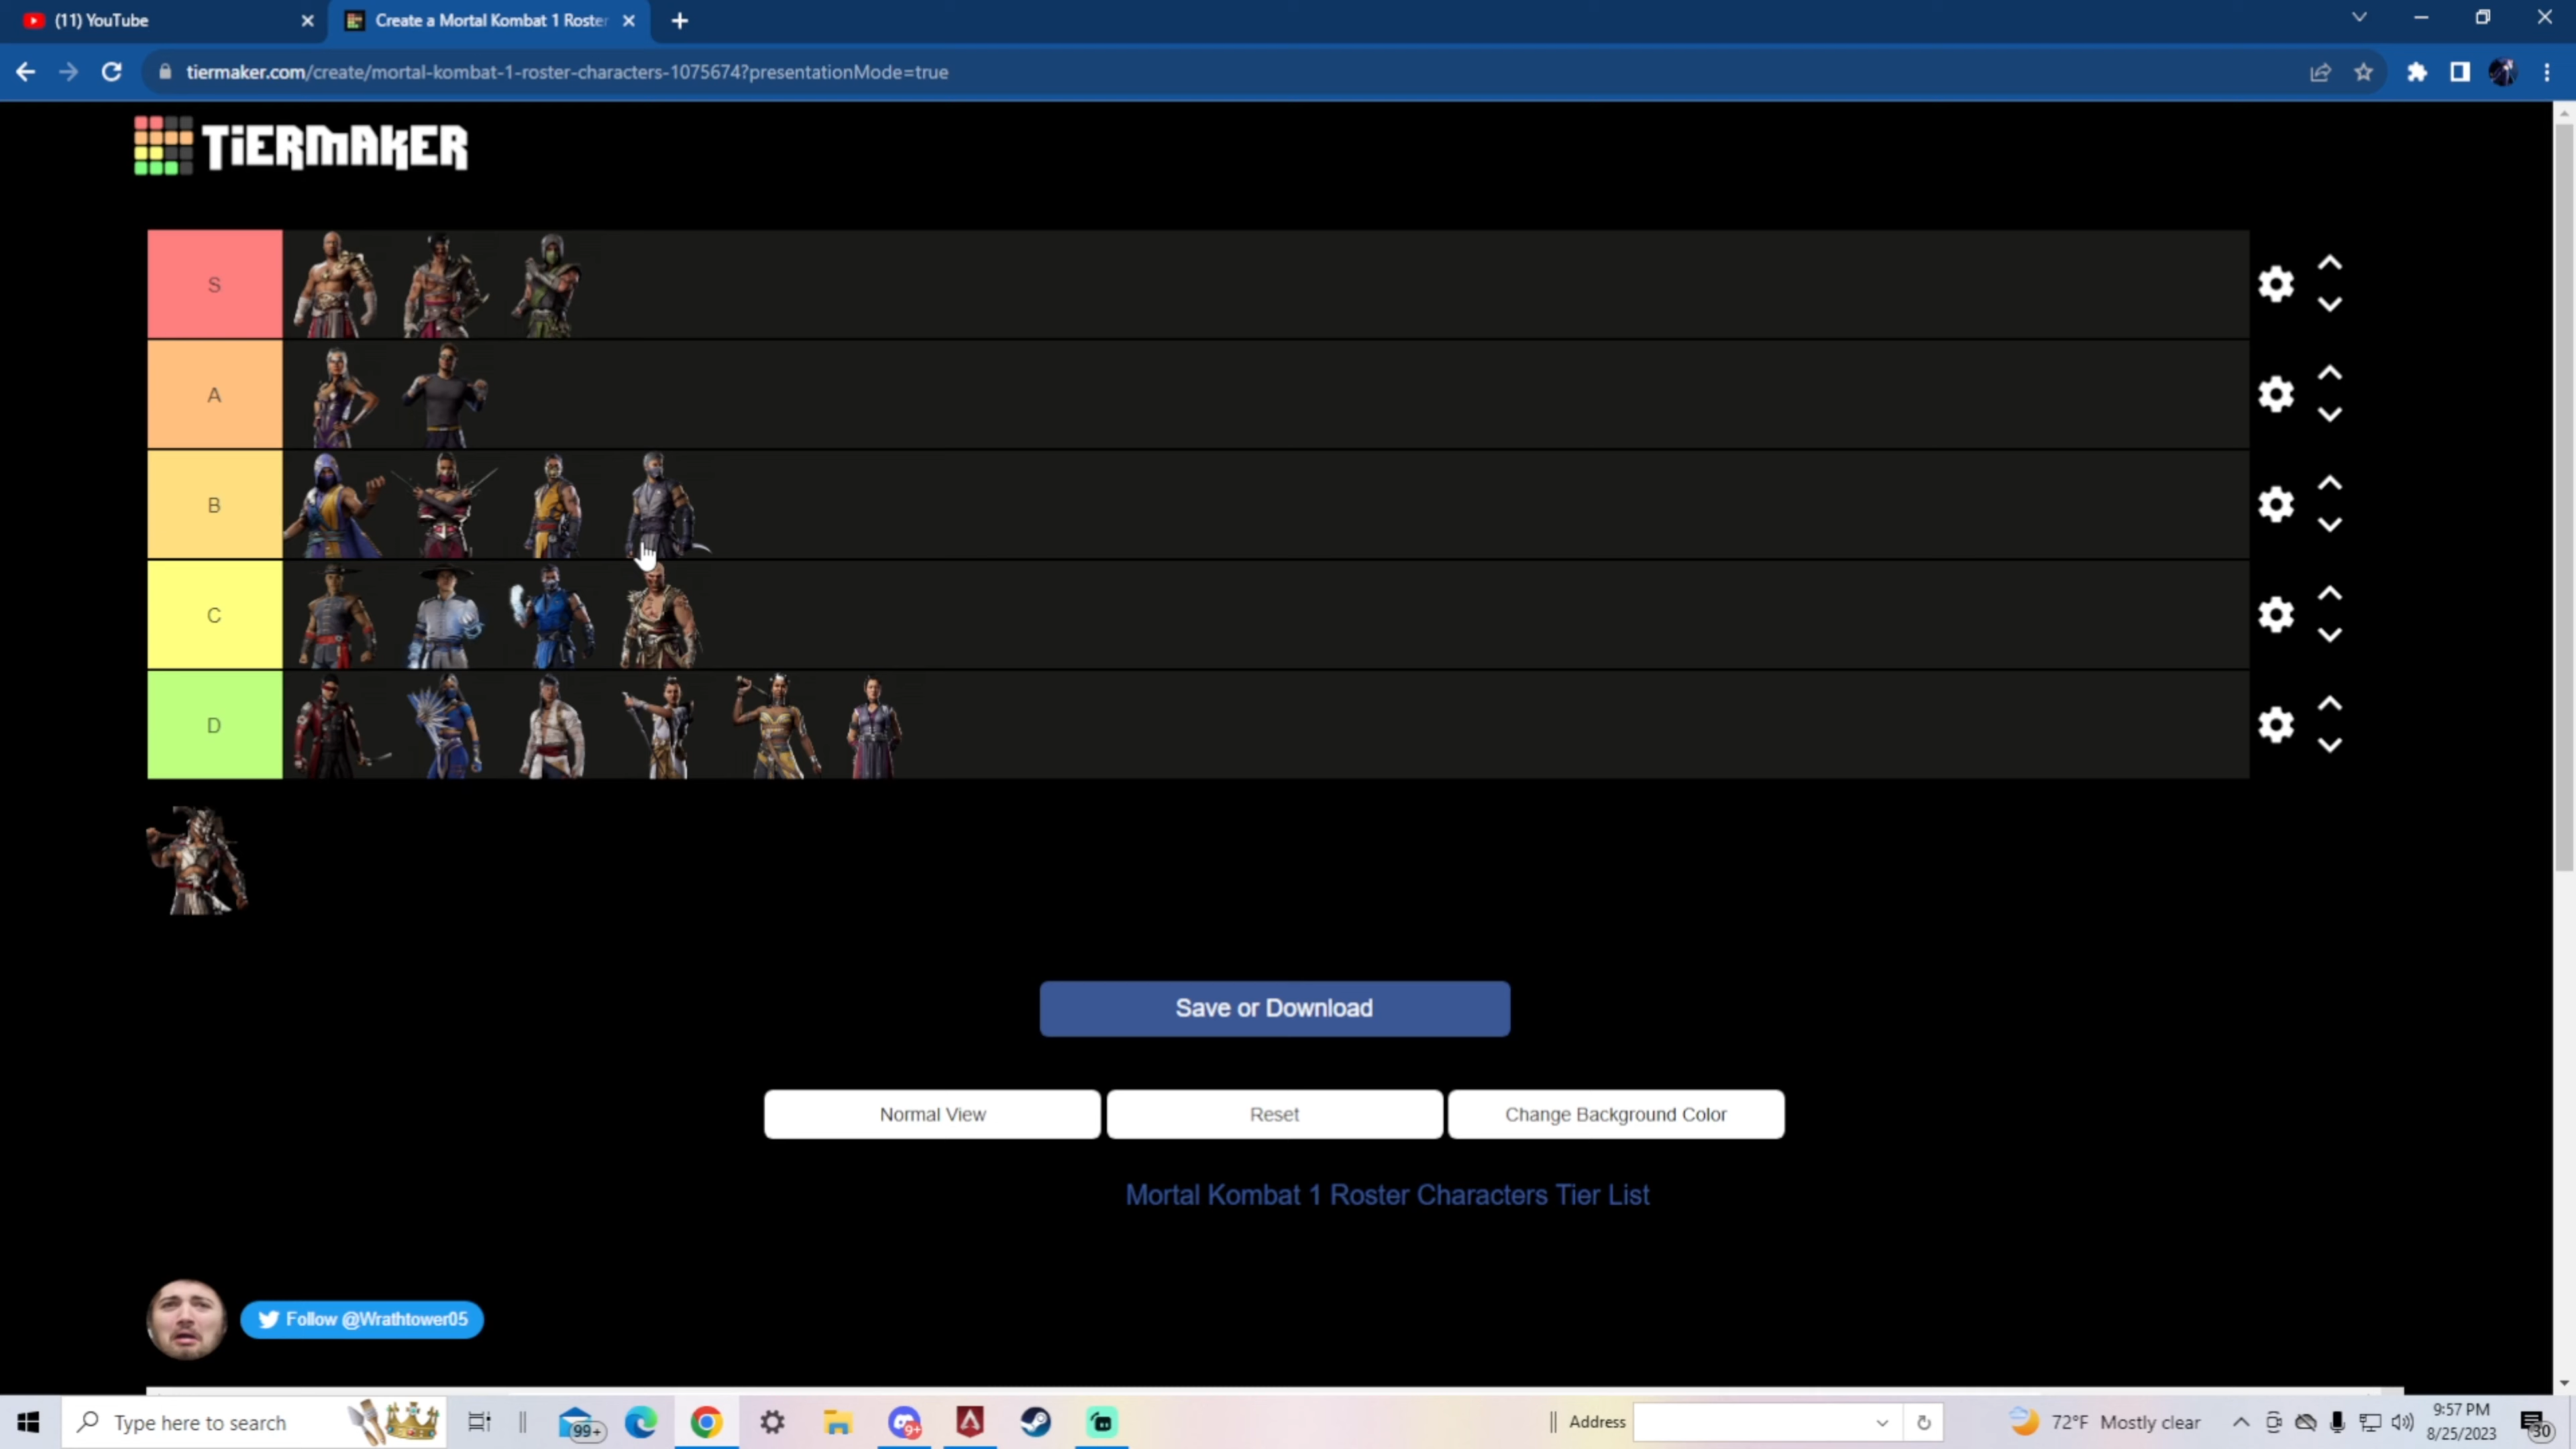 (11) YouTube
Create a Mortal Kombat 1 Roster
tiermaker.com/create/mortal-kombat-1-roster-characters-1075674?presentationMode=true
TiERMAKER
S
A
B
C
D
Save or Download
Normal View
Reset
Change Background Color
Mortal Kombat 1 Roster Characters Tier List
Follow @Wrathtower05
Type here to search
99+
9+
Address
72°F Mostly clear
9:57 PM
8/25/2023
30